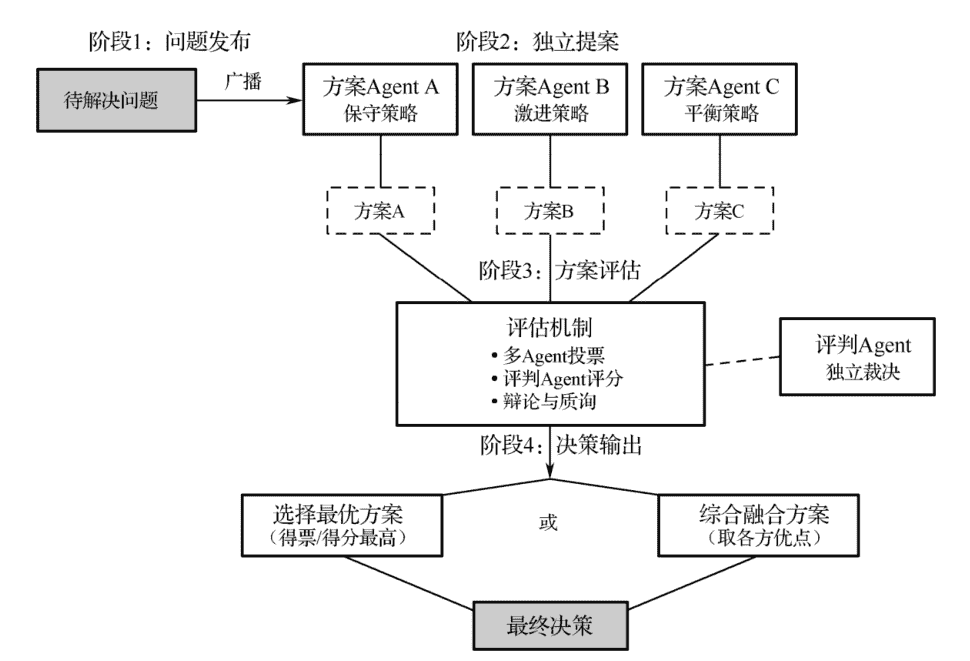 阶段1：问题发布
阶段2：独立提案
待解决问题
广播
方案Agent A
保守策略
方案Agent B
激进策略
方案Agent C
平衡策略
方案A
方案B
方案C
阶段3：方案评估
评估机制
•多Agent投票
•评判Agent评分
•辩论与质询
评判Agent
独立裁决
阶段4：决策输出
选择最优方案
（得票/得分最高）
或
综合融合方案
（取各方优点）
最终决策